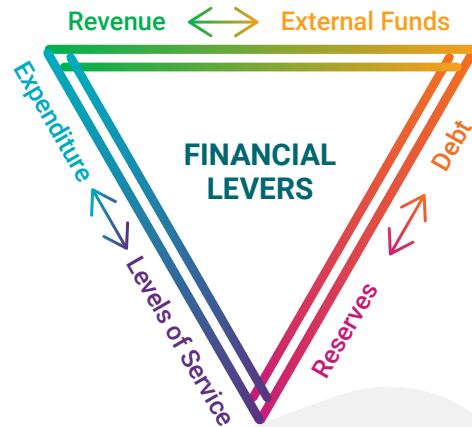 Revenue
External Funds
Expenditure
FINANCIAL
LEVERS
Debt
Levels of Service
Reserves